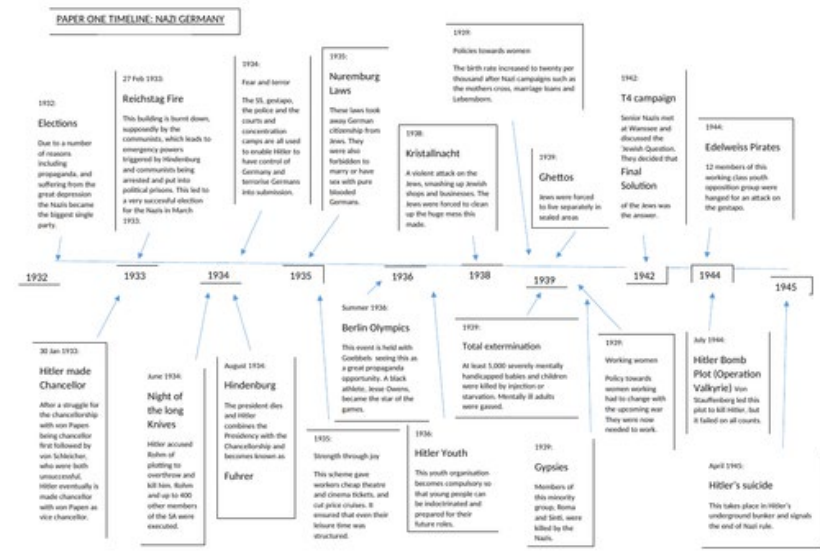 PAPER ONE TIMELINE: NAZI GERMANY
1932:
Elections
Due to a number
of reasons
including
propaganda, and
suffering from the
great depression
the Nazis became
the biggest single
party.
27 Feb 1933:
Reichstag Fire
This building is burnt down,
supposedly by the
communists, which leads to
emergency powers
triggered by Hindenburg
and communists being
arrested and put into
political prisons. This led to
a very successful election
for the Nazis in March
1933.
1934:
Fear and terror
The SS, gestapo,
the police and the
courts and
concentration
camps are all used
to enable Hitler to
have control of
Germany and
terrorise Germans
into submission.
1935:
Nuremburg
Laws
These laws took
away German
citizenship from
Jews. They
were also
forbidden to
marry or have
sex with pure
blooded
Germans.
1938:
Kristallnacht
A violent attack on the
Jews, smashing up Jewish
shops and businesses. The
Jews were forced to clean
up the huge mess this
made.
1939:
Policies towards women
The birth rate increased to twenty per
thousand after Nazi campaigns such as
the mothers cross, marriage loans and
Lebensborn.
1939:
Ghettos
Jews were forced
to live separately in
sealed areas
1942:
T4 campaign
Senior Nazis met
at Wansee and
discussed the
'Jewish Question.
They decided that
Final
Solution
of the Jews was
the answer.
1944:
Edelweiss Pirates
12 members of this
working class youth
opposition group were
hanged for an attack on
the gestapo.
1932
1933
1934
1935
1936
1938
1939
1942
1944
1945
30 Jan 1933:
Hitler made
Chancellor
After a struggle for
the chancellorship
with von Papen
being chancellor
first followed by
von Schleicher,
who were both
unsuccessful.
Hitler eventually is
made chancellor
with von Papen as
vice chancellor.
June 1934:
Night of
the long
Knives
Hitler accused
Rohm of
plotting to
overthrow and
kill him. Rohm
and up to 400
other members
of the SA were
executed.
August 1934:
Hindenburg
The president dies
and Hitler
combines the
Presidency with the
Chancellorship and
becomes known as
Fuhrer
Summer 1936:
Berlin Olympics
This event is held with
Goebbels seeing this as
a great propaganda
opportunity. A black
athlete, Jesse Owens,
became the star of the
games.
1935:
Strength through joy
This scheme gave
workers cheap theatre
and cinema tickets, and
cut price cruises. It
ensured that even their
leisure time was
structured.
1936:
Hitler Youth
This youth organisation
becomes compulsory so
that young people can
be indoctrinated and
prepared for their
future roles.
1939:
Total extermination
At least 5,000 severely mentally
handicapped babies and children
were killed by injection or
starvation. Mentally ill adults
were gassed.
1939:
Gypsies
Members of
this minority
group, Roma
and Sinti, were
killed by the
Nazis.
1939:
Working women
Policy towards
women working
had to change with
the upcoming war
They were now
needed to work.
July 1944:
Hitler Bomb
Plot (Operation
Valkyrie) Von
Stauffenberg led this
plot to kill Hitler, but
it failed on all counts.
April 1945:
Hitler's suicide
This takes place in Hitler's
underground bunker and signals
the end of Nazi rule.